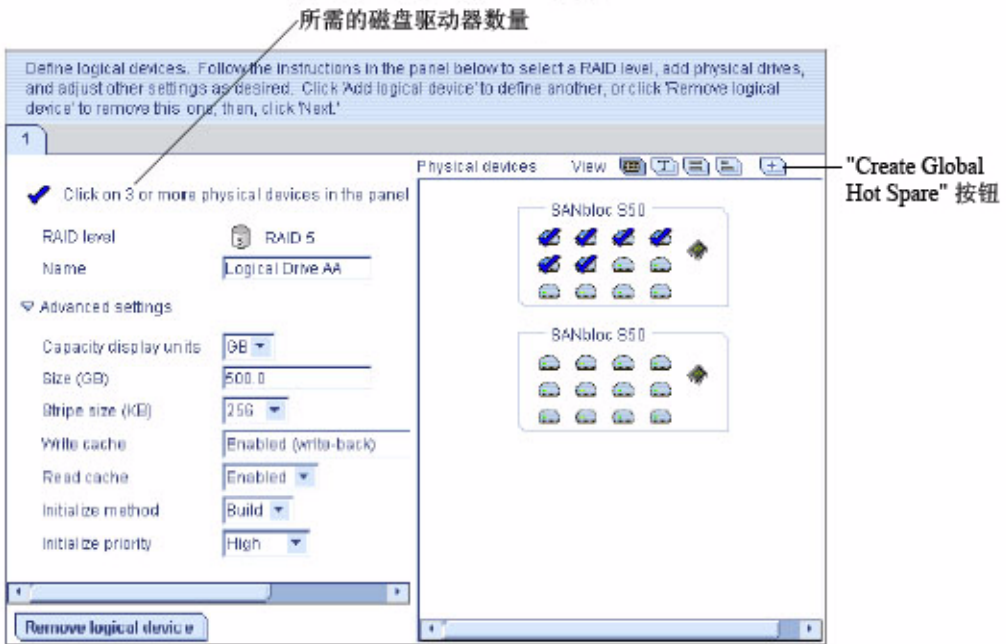 所需的磁盘驱动器数量
Define logical devices. Follow the instructions in the panel below to select a RAID level, add physical drives,
and adjust other settings as desired. Click 'Add logical device' to define another, or click 'Remove logical
device' to remove this one; then, click 'Next.'
1
Physical devices View
"Create Global
Hot Spare" 按钮
Click on 3 or more physical devices in the panel
RAID level RAID 5
Name Logical Drive AA
Advanced settings
Capacity display units GB
Size (GB) 500.0
Stripe size (KB) 256
Write cache Enabled (write-back)
Read cache Enabled
Initialize method Build
Initialize priority High
Remove logical device
SANbloc S50
SANbloc S50